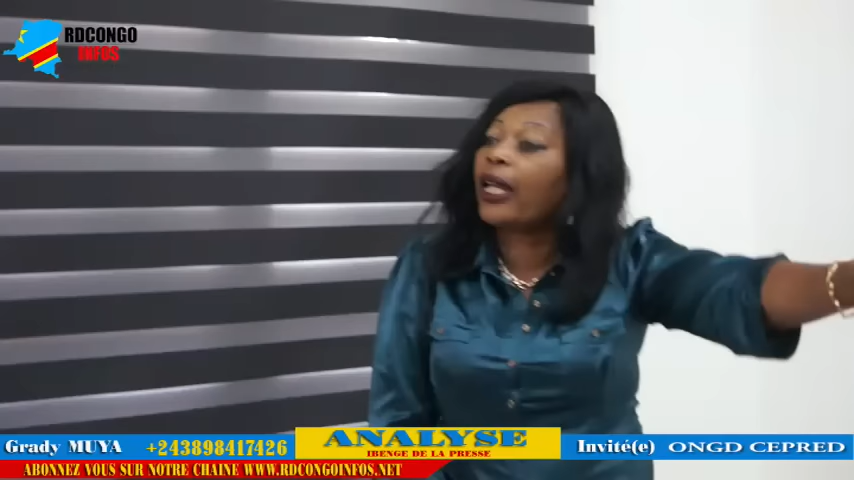 RDCONGO
INFOS
Grady MUYA +243898417426
ANALYSE
IBENGE DE LA PRESSE
Invité(e) ONGD CEPRED
ABONNEZ VOUS SUR NOTRE CHAINE WWW.RDCONGOINFOS.NET